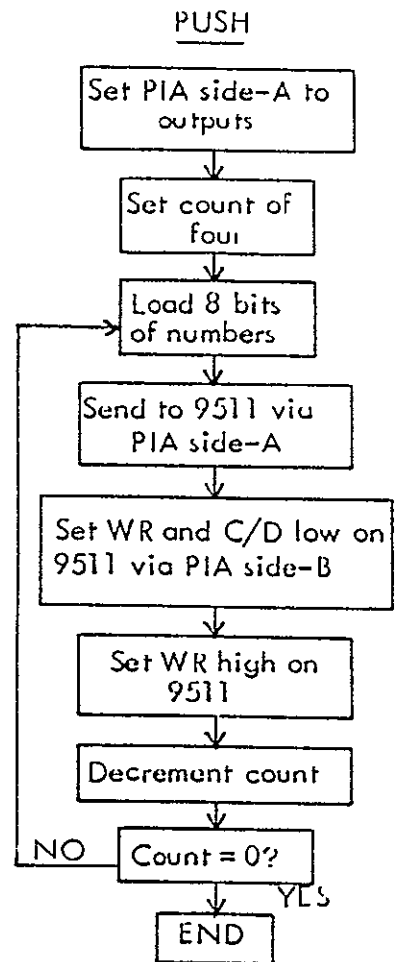 PUSH
Set PIA side-A to
outputs
Set count of
four
Load 8 bits
of numbers
Send to 9511 via
PIA side-A
Set WR and C/D low on
9511 via PIA side-B
Set WR high on
9511
Decrement count
NO
Count = 0?
YES
END